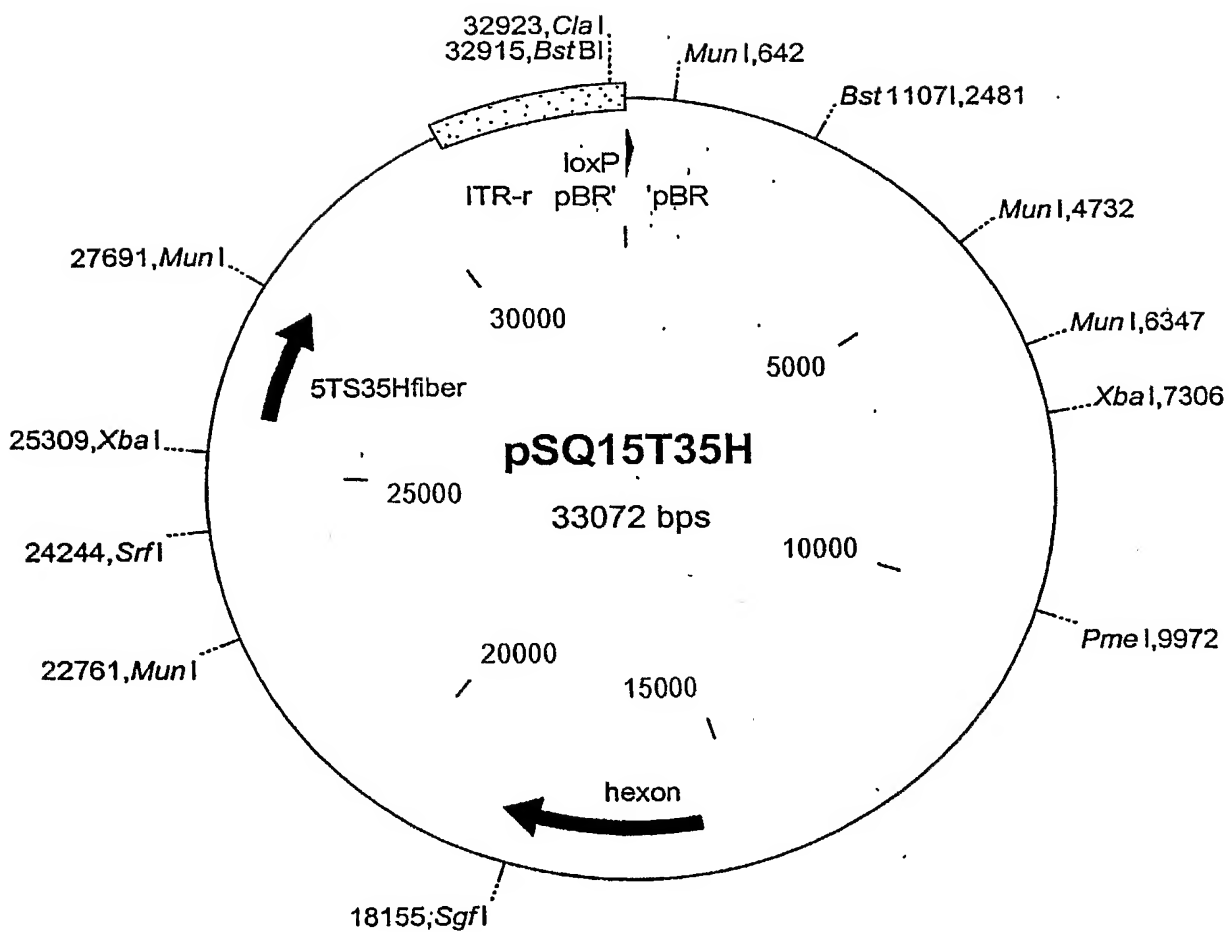 32923,ClaI
32915,BstBI
MunI,642
Bst1107I,2481
loxP
ITR-r pBR' 'pBR
MunI,4732
27691,MunI
30000
MunI,6347
5000
5TS35Hfiber
XbaI,7306
25309,XbaI
pSQ15T35H
25000
33072 bps
24244,SrfI
10000
PmeI,9972
22761,MunI
20000
15000
hexon
18155;SgfI